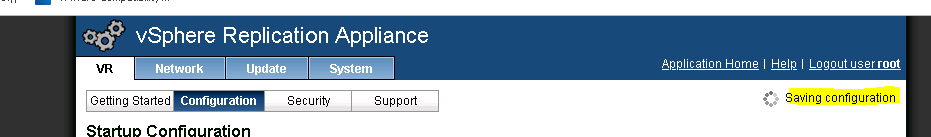 vSphere Replication Appliance
VR Network Update System
Application Home | Help | Logout user root
Getting Started Configuration Security Support
Saving configuration
Startup Configuration